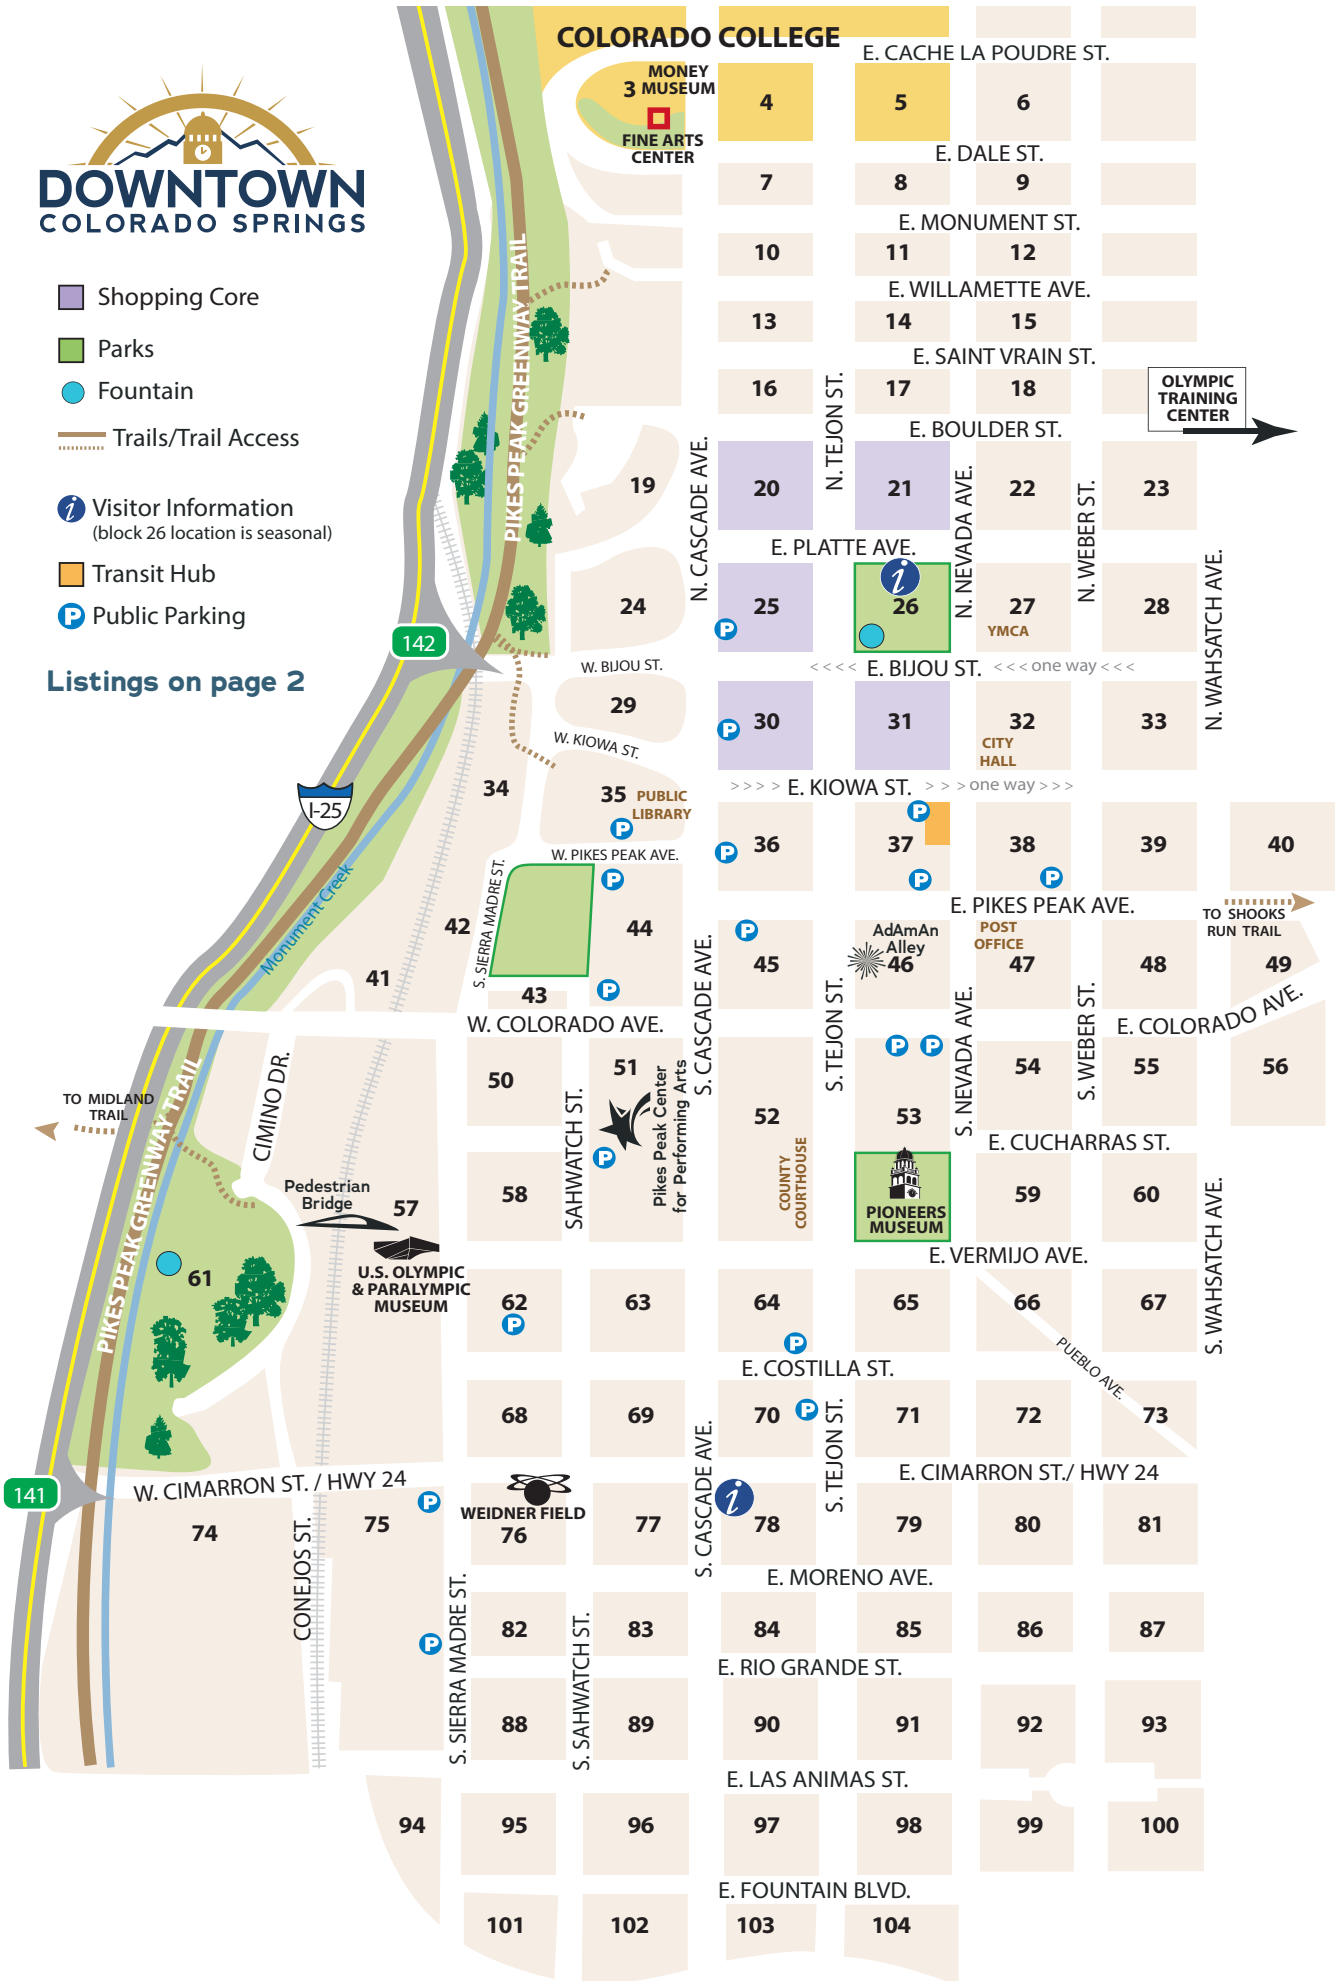 COLORADO COLLEGE
E. CACHE LA POUDRE ST.
MONEY
3 MUSEUM
4
5
6
FINE ARTS
CENTER
E. DALE ST.
DOWNTOWN
COLORADO SPRINGS
7
8
9
E. MONUMENT ST.
10
11
12
E. WILLAMETTE AVE.
Shopping Core
Parks
Fountain
Trails/Trail Access
Visitor Information
(block 26 location is seasonal)
Transit Hub
P Public Parking
Listings on page 2
13
14
15
E. SAINT VRAIN ST.
16
17
18
N. TEJON ST.
OLYMPIC
TRAINING
CENTER
E. BOULDER ST.
PIKES PEAK GREENWAY TRAIL
19
N. CASCADE AVE.
20
21
22
23
N. NEVADA AVE.
N. WEBER ST.
E. PLATTE AVE.
i
24
25
26
27
28
YMCA
P
N. WAHSATCH AVE.
142
W. BIJOU ST.
< < < < E. BIJOU ST. < < < one way < < <
29
P
30
31
32
33
CITY
HALL
W. KIOWA ST.
34
35 PUBLIC
LIBRARY
P
> > > > E. KIOWA ST. > > > one way > > >
I-25
P
36
37
P
P
38
P
39
40
W. PIKES PEAK AVE.
P
E. PIKES PEAK AVE.
S. SIERRA MADRE ST.
Monument Creek
TO SHOOKS
RUN TRAIL
42
44
P
45
AdAmAn
Alley
46
POST
OFFICE
47
48
49
41
43
P
S. CASCADE AVE.
S. TEJON ST.
S. NEVADA AVE.
S. WEBER ST.
W. COLORADO AVE.
E. COLORADO AVE.
P
P
50
51
Pikes Peak Center
for Performing Arts
P
52
COUNTY
COURTHOUSE
53
54
55
56
TO MIDLAND
TRAIL
CIMINO DR.
PIKES PEAK GREENWAY TRAIL
SAHWATCH ST.
E. CUCHARRAS ST.
Pedestrian
Bridge
57
58
PIONEERS
MUSEUM
59
60
S. WAHSATCH AVE.
E. VERMIJO AVE.
61
U.S. OLYMPIC
& PARALYMPIC
MUSEUM
62
P
63
64
P
65
66
67
PUEBLO AVE.
E. COSTILLA ST.
68
69
70
P
71
72
73
S. CASCADE AVE.
S. TEJON ST.
W. CIMARRON ST. / HWY 24
E. CIMARRON ST./ HWY 24
141
74
CONEJOS ST.
75
P
WEIDNER FIELD
76
77
i
78
79
80
81
E. MORENO AVE.
P
S. SIERRA MADRE ST.
82
S. SAHWATCH ST.
83
84
85
86
87
E. RIO GRANDE ST.
88
89
90
91
92
93
E. LAS ANIMAS ST.
94
95
96
97
98
99
100
E. FOUNTAIN BLVD.
101
102
103
104